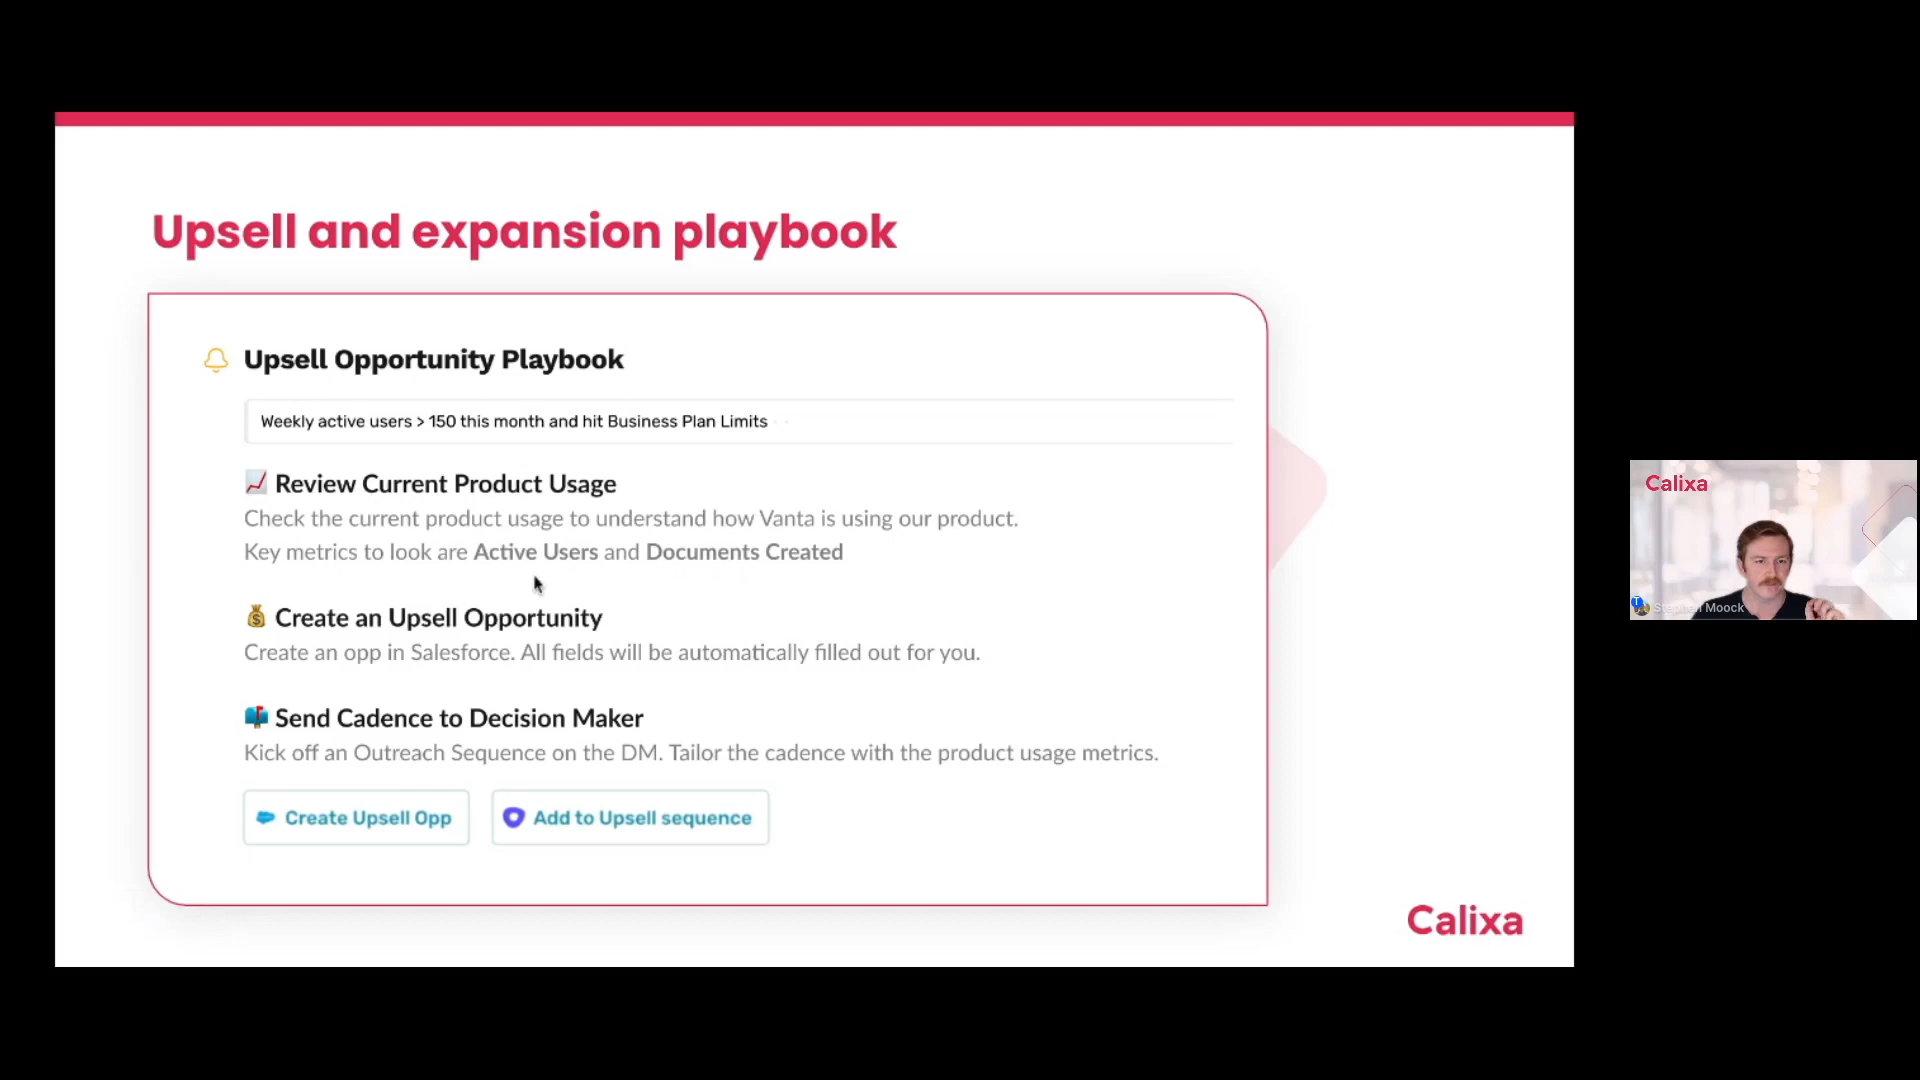 Upsell and expansion playbook
Upsell Opportunity Playbook
Weekly active users > 150 this month and hit Business Plan Limits
Review Current Product Usage
Check the current product usage to understand how Vanta is using our product.
Key metrics to look are Active Users and Documents Created
Create an Upsell Opportunity
Create an opp in Salesforce. All fields will be automatically filled out for you.
Send Cadence to Decision Maker
Kick off an Outreach Sequence on the DM. Tailor the cadence with the product usage metrics.
Create Upsell Opp
Add to Upsell sequence
Calixa
Calixa
Stephen Moock